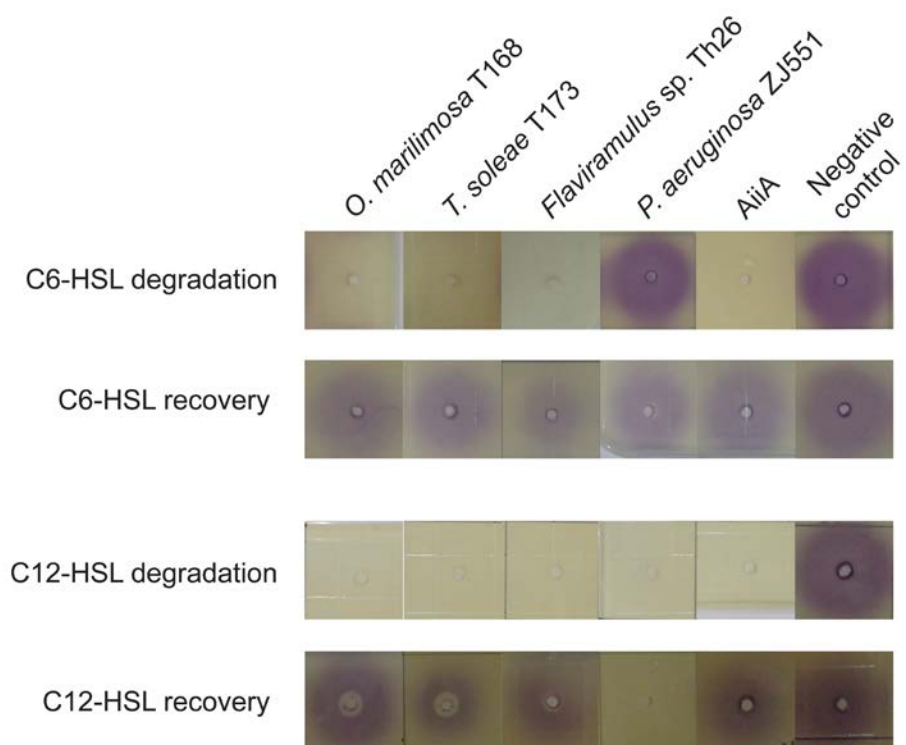 O. marilimosa T168
T. soleae T173
Flaviramulus sp. Th26
P. aeruginosa ZJ551
AiiA
Negative
control
C6-HSL degradation
C6-HSL recovery
C12-HSL degradation
C12-HSL recovery